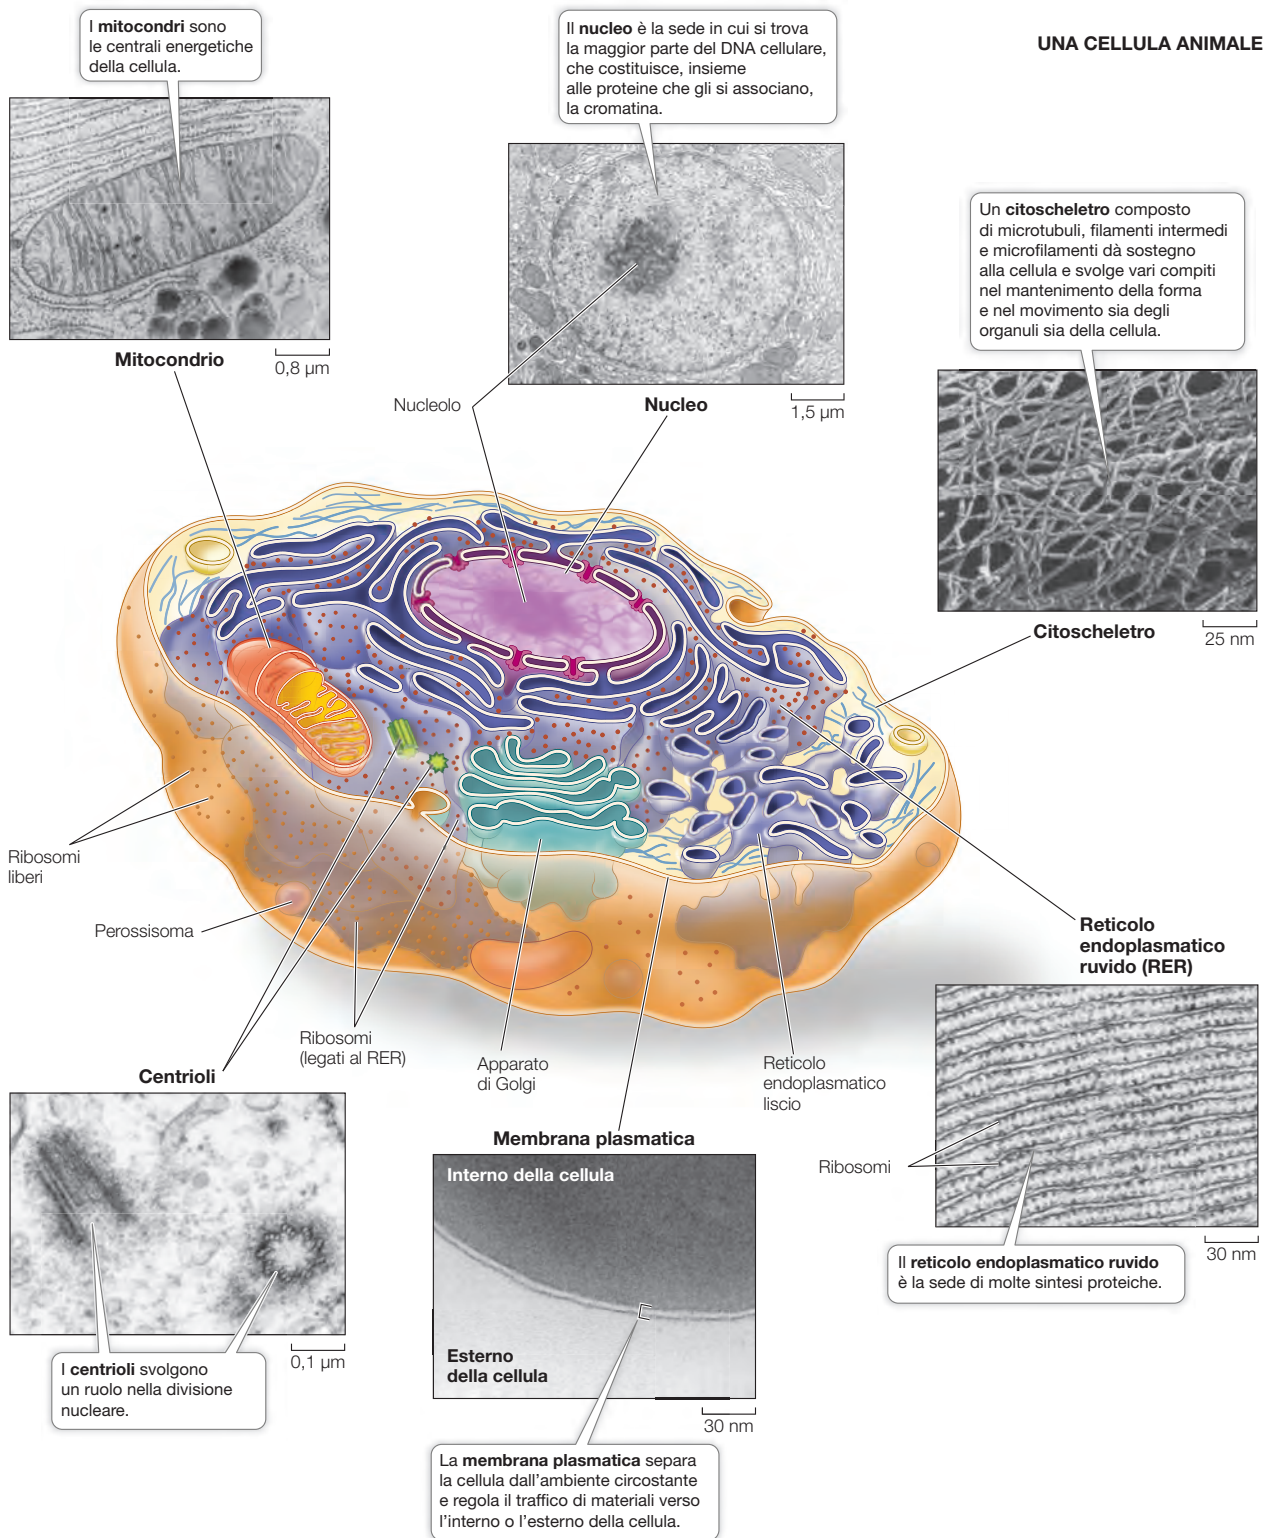 UNA CELLULA ANIMALE
I mitocondri sono
le centrali energetiche
della cellula.
Mitocondrio
0,8 µm
Il nucleo è la sede in cui si trova
la maggior parte del DNA cellulare,
che costituisce, insieme
alle proteine che gli si associano,
la cromatina.
Nucleolo
Nucleo
1,5 µm
Un citoscheletro composto
di microtubuli, filamenti intermedi
e microfilamenti dà sostegno
alla cellula e svolge vari compiti
nel mantenimento della forma
e nel movimento sia degli
organuli sia della cellula.
Citoscheletro
25 nm
Ribosomi
liberi
Perossisoma
Ribosomi
(legati al RER)
Apparato
di Golgi
Reticolo
endoplasmatico
liscio
Reticolo
endoplasmatico
ruvido (RER)
Ribosomi
30 nm
Il reticolo endoplasmatico ruvido
è la sede di molte sintesi proteiche.
Centrioli
0,1 µm
I centrioli svolgono
un ruolo nella divisione
nucleare.
Membrana plasmatica
Interno della cellula
Esterno
della cellula
30 nm
La membrana plasmatica separa
la cellula dall’ambiente circostante
e regola il traffico di materiali verso
l’interno o l’esterno della cellula.